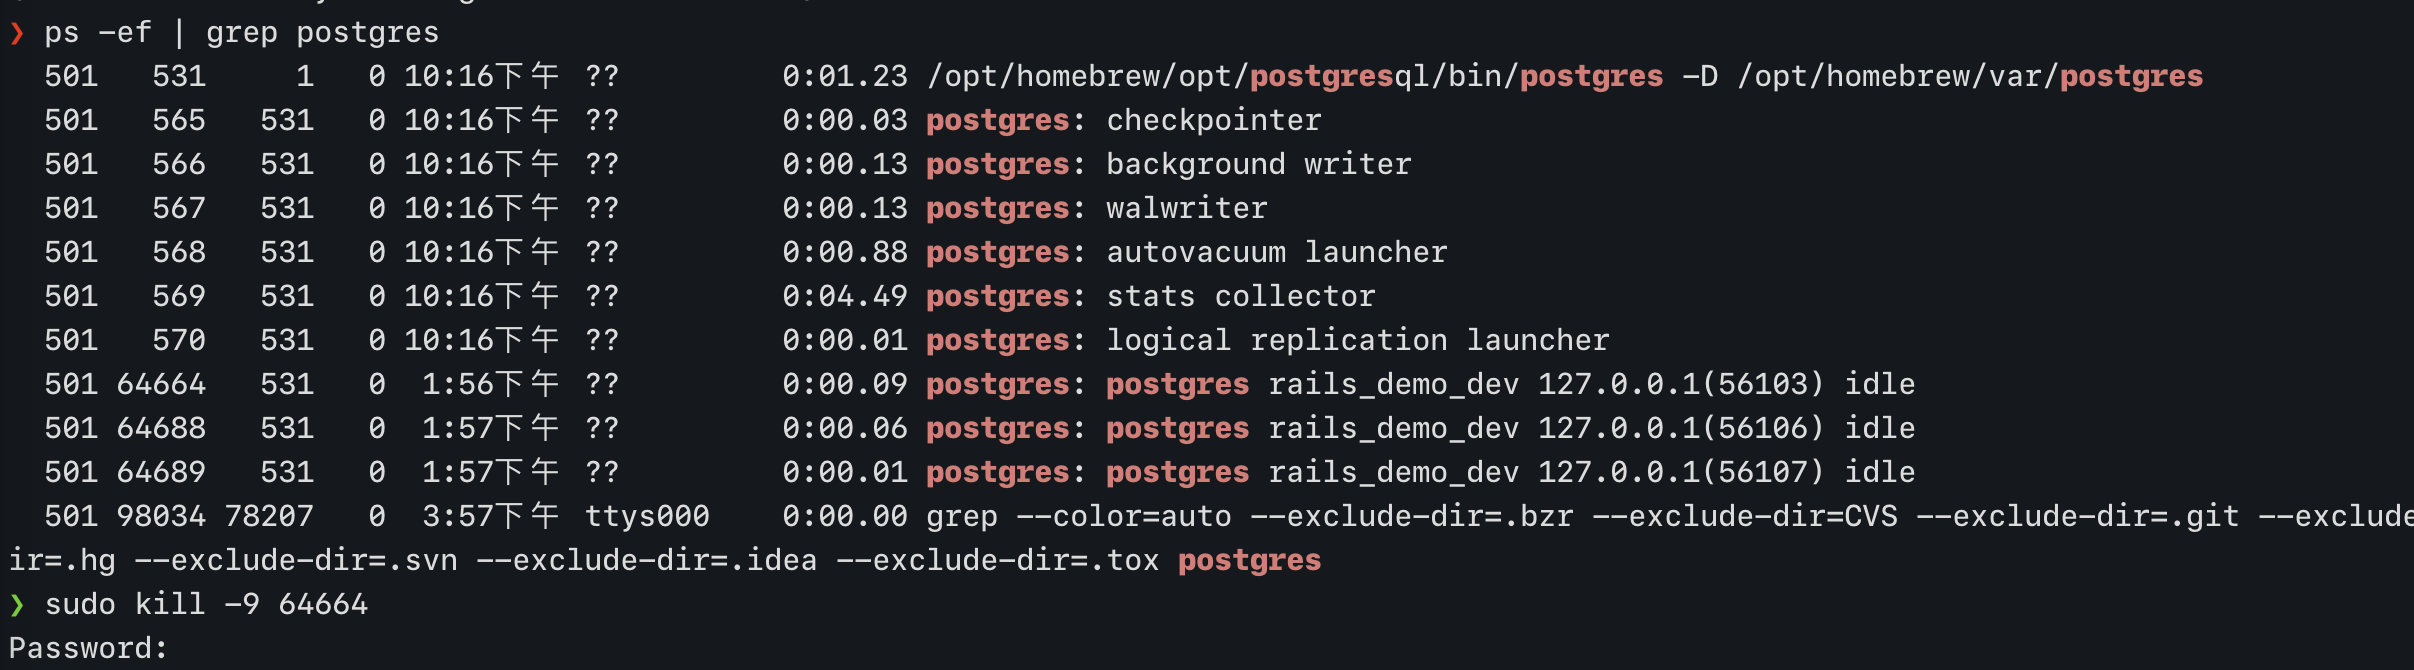 ❯ ps -ef | grep postgres
  501   531     1   0 10:16下午 ??         0:01.23 /opt/homebrew/opt/postgresql/bin/postgres -D /opt/homebrew/var/postgres
  501   565   531   0 10:16下午 ??         0:00.03 postgres: checkpointer
  501   566   531   0 10:16下午 ??         0:00.13 postgres: background writer
  501   567   531   0 10:16下午 ??         0:00.13 postgres: walwriter
  501   568   531   0 10:16下午 ??         0:00.88 postgres: autovacuum launcher
  501   569   531   0 10:16下午 ??         0:04.49 postgres: stats collector
  501   570   531   0 10:16下午 ??         0:00.01 postgres: logical replication launcher
  501 64664   531   0  1:56下午 ??         0:00.09 postgres: postgres rails_demo_dev 127.0.0.1(56103) idle
  501 64688   531   0  1:57下午 ??         0:00.06 postgres: postgres rails_demo_dev 127.0.0.1(56106) idle
  501 64689   531   0  1:57下午 ??         0:00.01 postgres: postgres rails_demo_dev 127.0.0.1(56107) idle
  501 98034 78207   0  3:57下午 ttys000    0:00.00 grep --color=auto --exclude-dir=.bzr --exclude-dir=CVS --exclude-dir=.git --exclude
ir=.hg --exclude-dir=.svn --exclude-dir=.idea --exclude-dir=.tox postgres
❯ sudo kill -9 64664
Password: